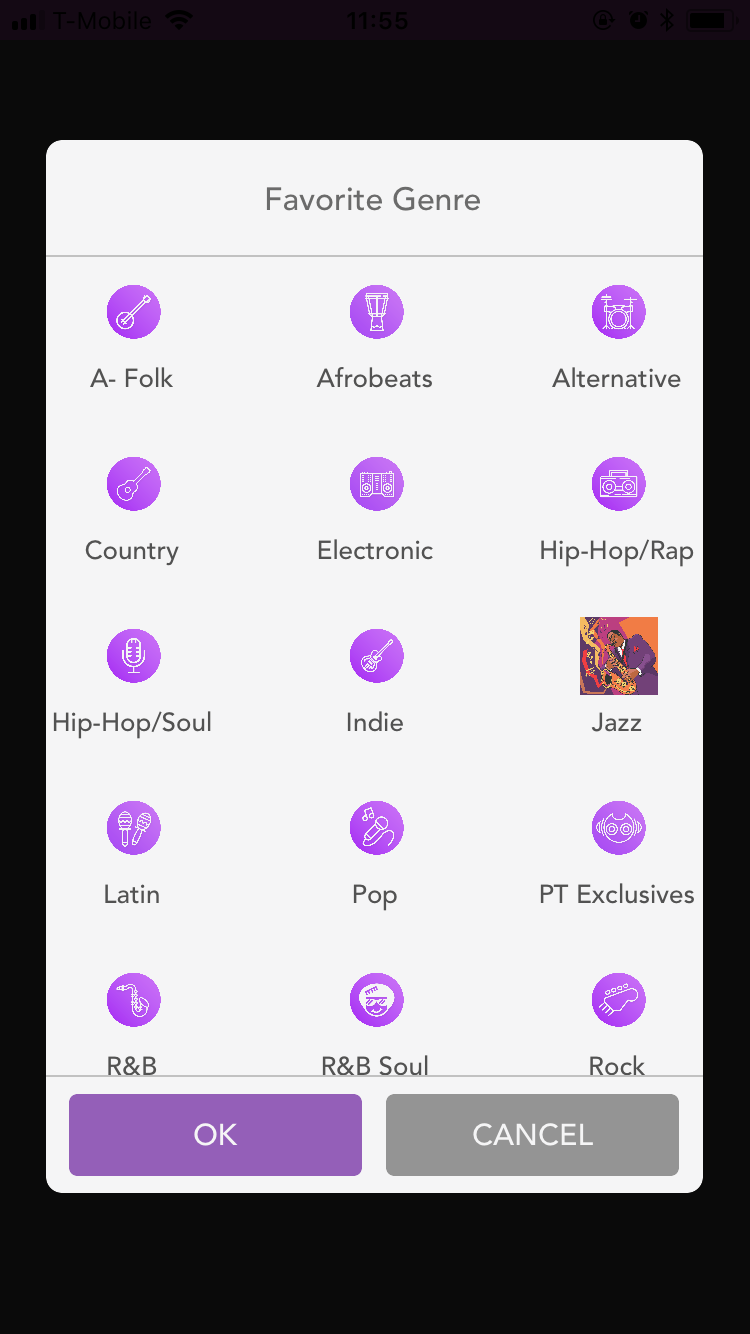 T-Mobile 11:55
Favorite Genre
A- Folk Afrobeats Alternative
Country Electronic Hip-Hop/Rap
Hip-Hop/Soul Indie Jazz
Latin Pop PT Exclusives
R&B R&B Soul Rock
OK CANCEL